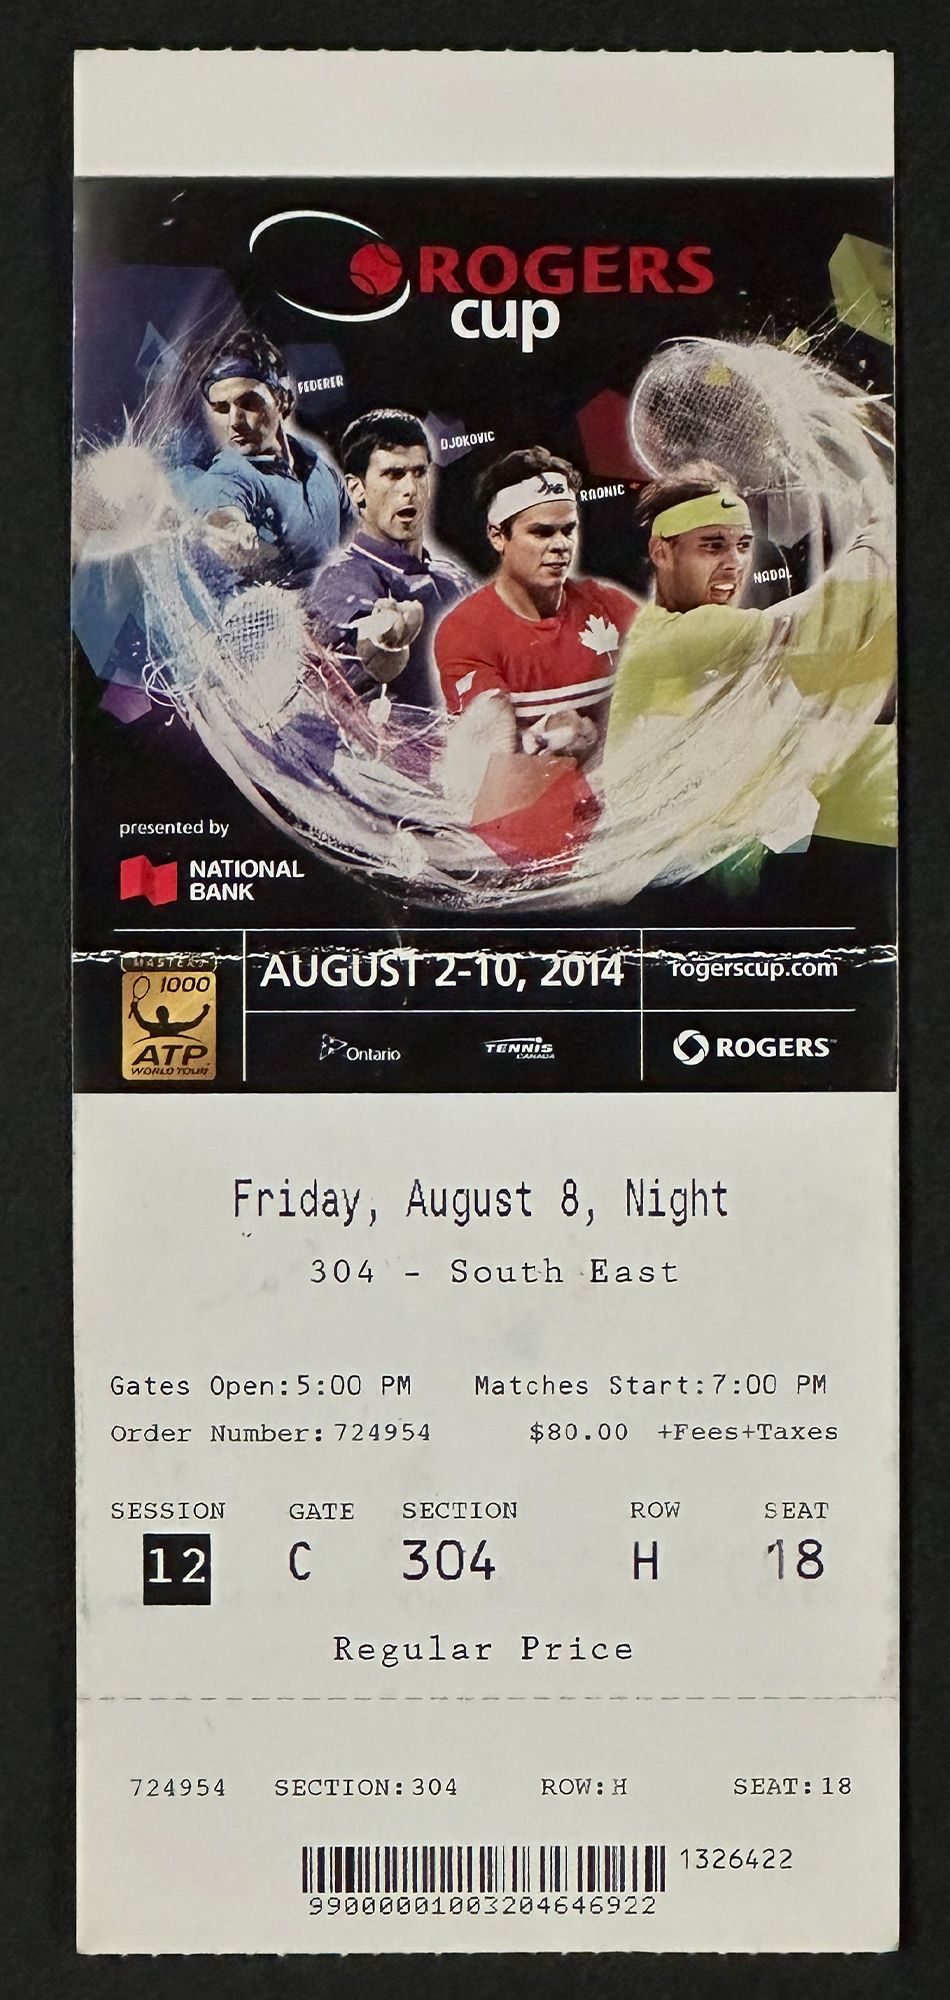 ROGERS
cup
FEDERER
DJOKOVIC
RAONIC
NADAL
presented by
NATIONAL
BANK
MASTERS
1000
ATP
WORLD TOUR
AUGUST 2-10, 2014
rogerscup.com
Ontario
TENNIS
CANADA
ROGERS™
Friday, August 8, Night
304 - South East
Gates Open:5:00 PM Matches Start:7:00 PM
Order Number:724954 $80.00 +Fees+Taxes
SESSION GATE SECTION ROW SEAT
12 C 304 H 18
Regular Price
724954 SECTION:304 ROW:H SEAT:18
1326422
99000001003204646922